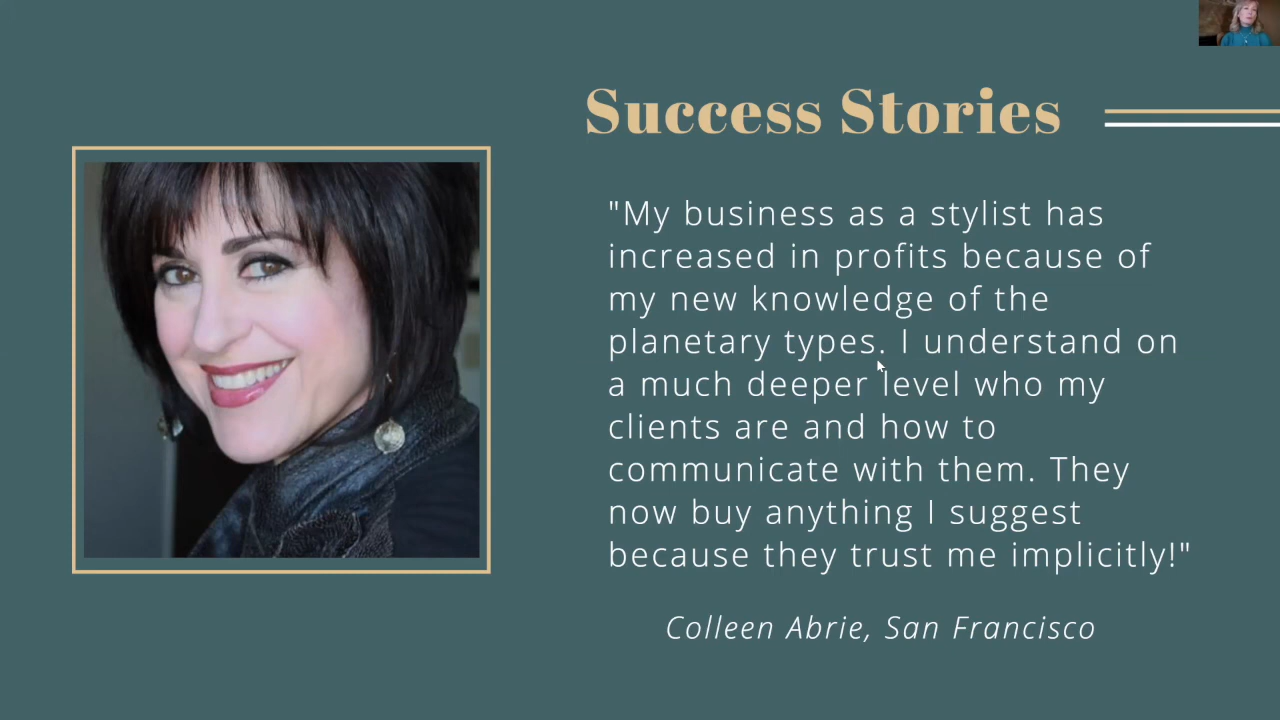 Success Stories
"My business as a stylist has
increased in profits because of
my new knowledge of the
planetary types. I understand on
a much deeper level who my
clients are and how to
communicate with them. They
now buy anything I suggest
because they trust me implicitly!"
Colleen Abrie, San Francisco